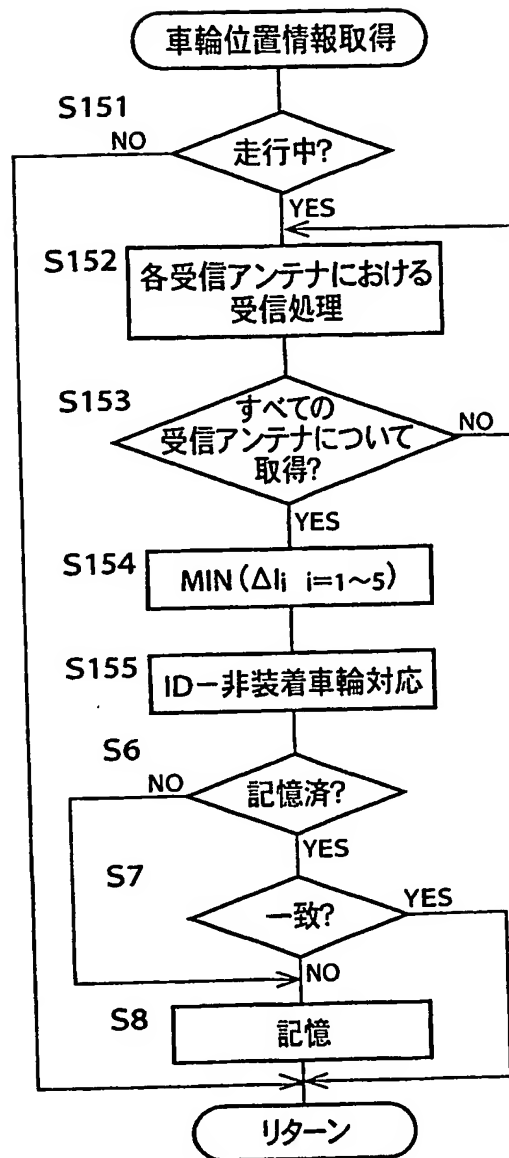 車輪位置情報取得
S151
NO
走行中?
YES
S152
各受信アンテナにおける
受信処理
S153
すべての
受信アンテナについて
取得?
NO
YES
S154
MIN(ΔIi i=1~5)
S155
ID-非装着車輪対応
S6
NO
記憶済?
YES
S7
YES
一致?
NO
S8
記憶
リターン